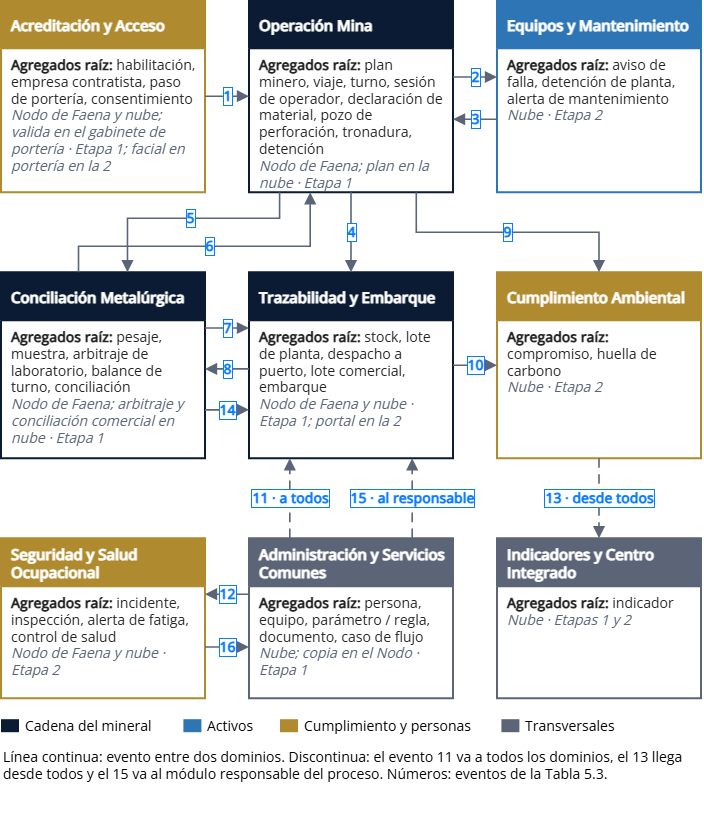 Acreditación y Acceso
Agregados raíz: habilitación,
empresa contratista, paso
de portería, consentimiento
Nodo de Faena y nube;
valida en el gabinete de
portería · Etapa 1; facial en
portería en la 2
1
Operación Mina
Agregados raíz: plan
minero, viaje, turno, sesión
de operador, declaración de
material, pozo de
perforación, tronadura,
detención
Nodo de Faena; plan en la
nube · Etapa 1
2
3
Equipos y Mantenimiento
Agregados raíz: aviso de
falla, detención de planta,
alerta de mantenimiento
Nube · Etapa 2
5
6
4
9
Conciliación Metalúrgica
Agregados raíz: pesaje,
muestra, arbitraje de
laboratorio, balance de
turno, conciliación
Nodo de Faena; arbitraje y
conciliación comercial en
nube · Etapa 1
7
8
14
Trazabilidad y Embarque
Agregados raíz: stock, lote
de planta, despacho a
puerto, lote comercial,
embarque
Nodo de Faena y nube ·
Etapa 1; portal en la 2
10
Cumplimiento Ambiental
Agregados raíz:
compromiso, huella de
carbono
Nube · Etapa 2
11 · a todos
15 · al responsable
13 · desde todos
Seguridad y Salud
Ocupacional
Agregados raíz: incidente,
inspección, alerta de fatiga,
control de salud
Nodo de Faena y nube ·
Etapa 2
12
16
Administración y Servicios
Comunes
Agregados raíz: persona,
equipo, parámetro / regla,
documento, caso de flujo
Nube; copia en el Nodo ·
Etapa 1
Indicadores y Centro
Integrado
Agregados raíz: indicador
Nube · Etapas 1 y 2
Cadena del mineral
Activos
Cumplimiento y personas
Transversales
Línea continua: evento entre dos dominios. Discontinua: el evento 11 va a todos los dominios, el 13 llega
desde todos y el 15 va al módulo responsable del proceso. Números: eventos de la Tabla 5.3.